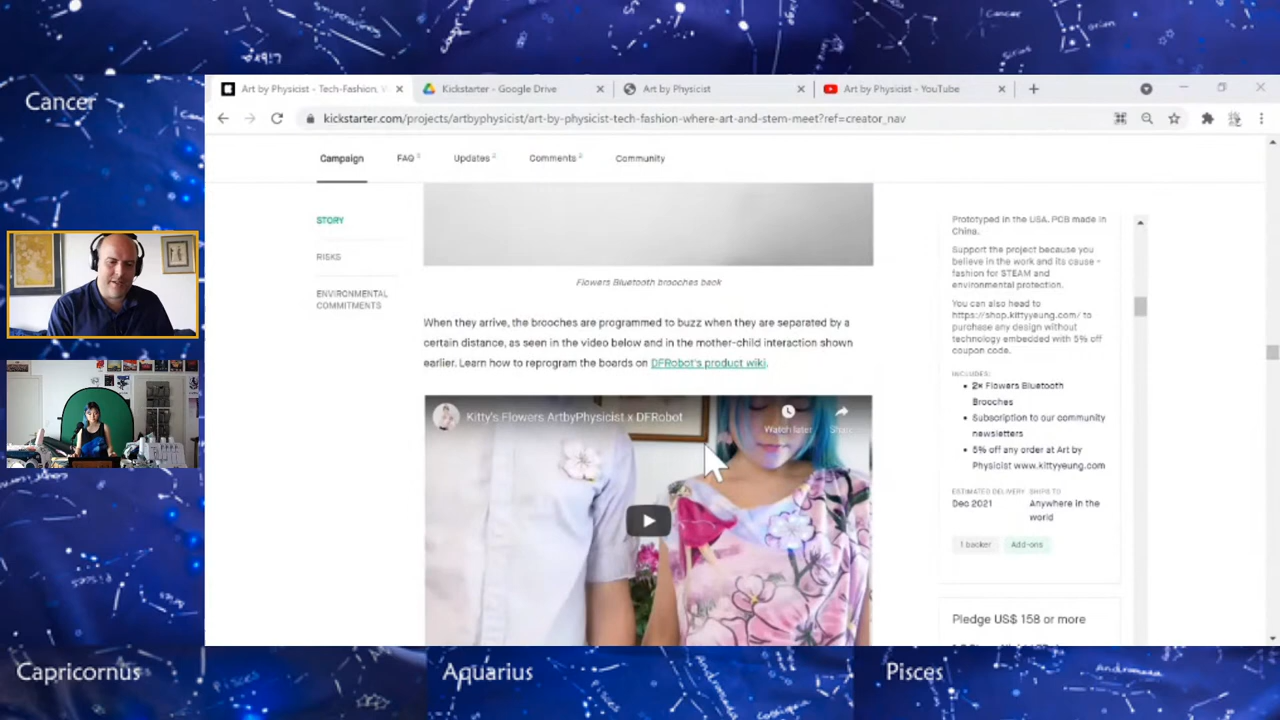 Cancer
Capricornus
Aquarius
Pisces
Art by Physicist - Tech-Fashion,
Kickstarter - Google Drive
Art by Physicist
Art by Physicist - YouTube
kickstarter.com/projects/artbyphysicist/art-by-physicist-tech-fashion-where-art-and-stem-meet?ref=creator_nav
Campaign
FAQ
Updates
Comments
Community
STORY
RISKS
ENVIRONMENTAL
COMMITMENTS
Flowers Bluetooth brooches back
When they arrive, the brooches are programmed to buzz when they are separated by a
certain distance, as seen in the video below and in the mother-child interaction shown
earlier. Learn how to reprogram the boards on DFRobot's product wiki.
Kitty's Flowers ArtbyPhysicist x DFRobot
Watch later
Share
Prototyped in the USA. PCB made in
China.
Support the project because you
believe in the work and its cause -
fashion for STEAM and
environmental protection.
You can also head to
https://shop.kittyyeung.com/ to
purchase any design without
technology embedded with 5% off
coupon code.
INCLUDES:
2× Flowers Bluetooth
Brooches
Subscription to our community
newsletters
5% off any order at Art by
Physicist www.kittyyeung.com
ESTIMATED DELIVERY
Dec 2021
SHIPS TO
Anywhere in the
world
1 backer
Add-ons
Pledge US$ 158 or more
Cancer
orion
Sirius
Pisces
Andromeda